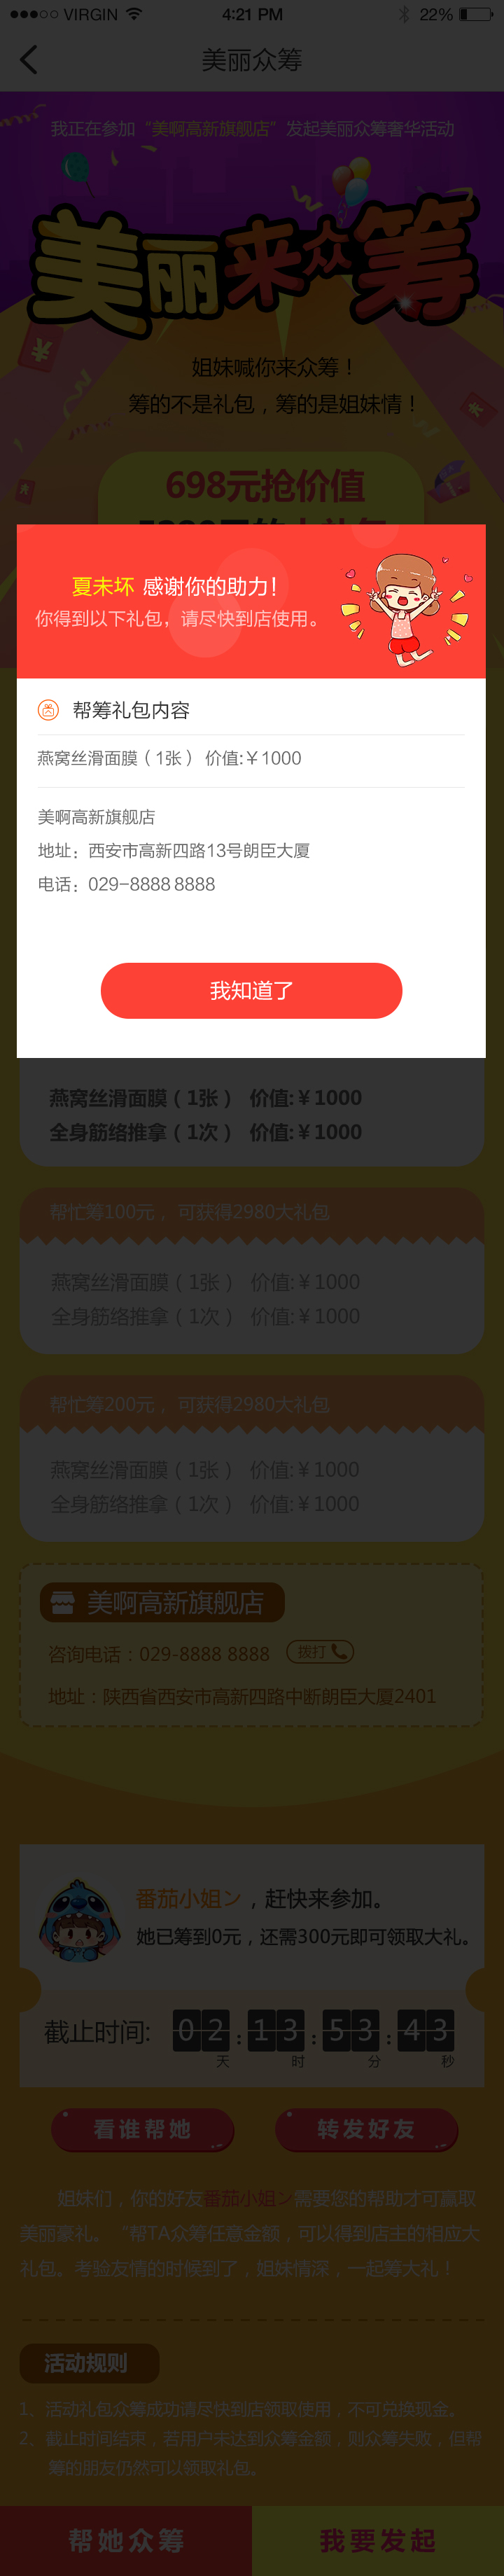 VIRGIN 4:21 PM 22%
美丽众筹
我正在参加“美啊高新旗舰店”发起美丽众筹奢华活动
美丽来众筹
姐妹喊你来众筹！
筹的不是礼包，筹的是姐妹情！
698元抢价值
夏未坏 感谢你的助力！
你得到以下礼包，请尽快到店使用。
帮筹礼包内容
燕窝丝滑面膜（1张） 价值:￥1000
美啊高新旗舰店
地址：西安市高新四路13号朗臣大厦
电话：029-8888 8888
我知道了
燕窝丝滑面膜（1张） 价值:￥1000
全身筋络推拿（1次） 价值:￥1000
帮忙筹100元， 可获得2980大礼包
燕窝丝滑面膜（1张） 价值:￥1000
全身筋络推拿（1次） 价值:￥1000
帮忙筹200元， 可获得2980大礼包
燕窝丝滑面膜（1张） 价值:￥1000
全身筋络推拿（1次） 价值:￥1000
美啊高新旗舰店
咨询电话：029-8888 8888 拨打
地址：陕西省西安市高新四路中断朗臣大厦2401
番茄小姐ン，赶快来参加。
她已筹到0元，还需300元即可领取大礼。
截止时间: 02天:13时:53分:43秒
看谁帮她 转发好友
姐妹们，你的好友番茄小姐ン需要您的帮助才可赢取
美丽豪礼。“帮TA众筹任意金额，可以得到店主的相应大
礼包。考验友情的时候到了，姐妹情深，一起筹大礼！
活动规则
1、活动礼包众筹成功请尽快到店领取使用，不可兑换现金。
2、截止时间结束，若用户未达到众筹金额，则众筹失败，但帮
筹的朋友仍然可以领取礼包。
帮她众筹 我要发起